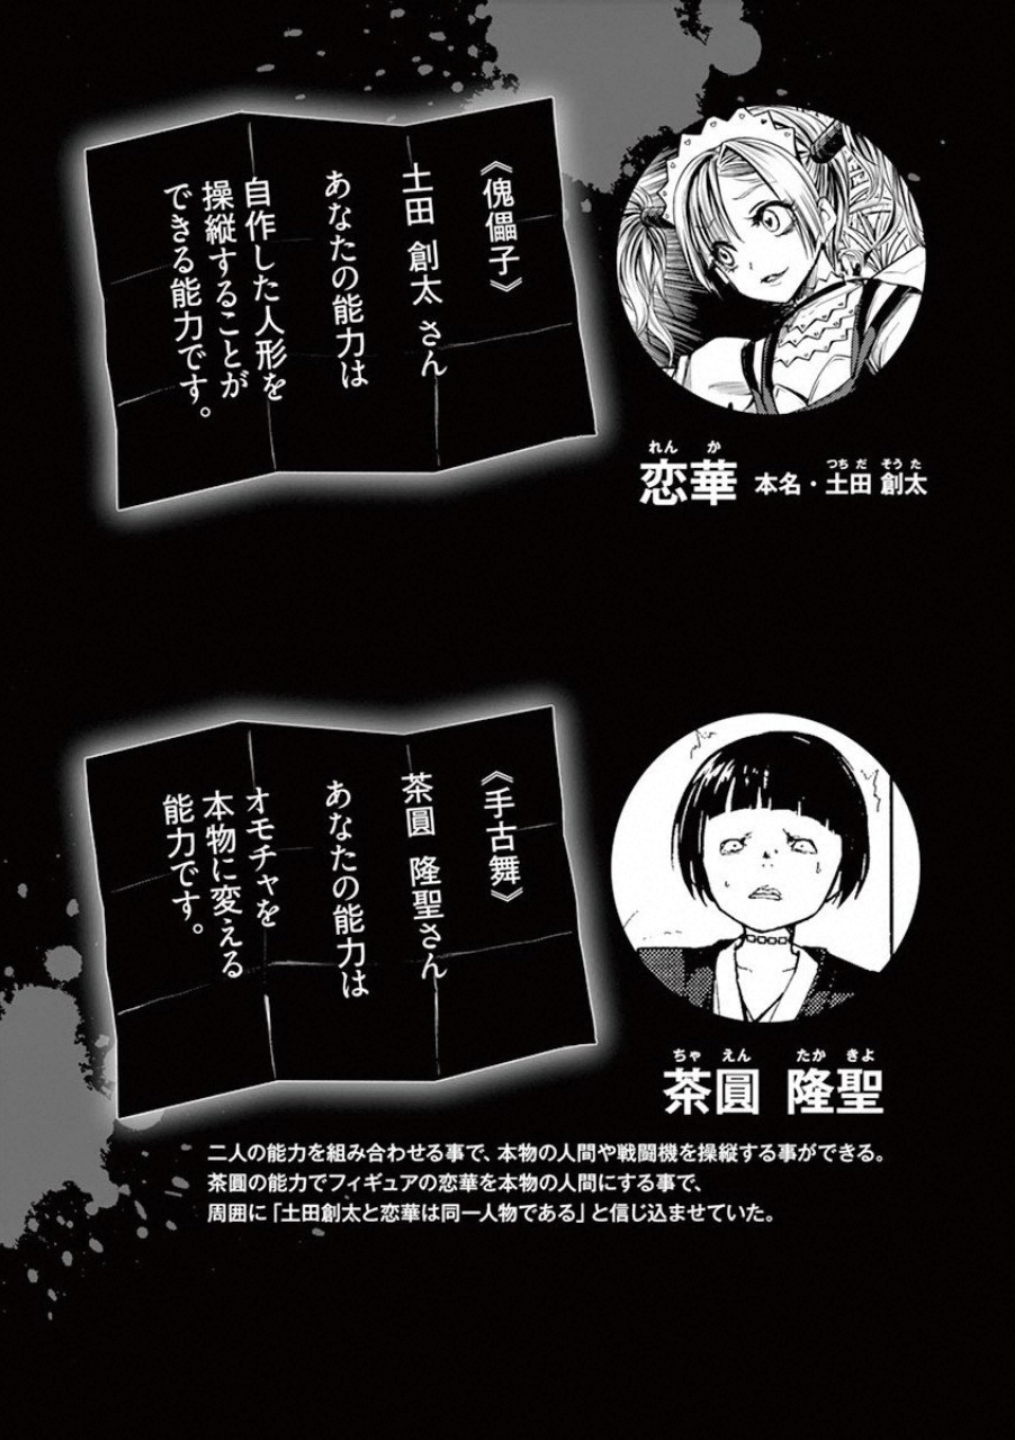 《傀儡子》
土田 創太 さん
あなたの能力は
自作した人形を
操縦することが
できる能力です。
れん か
恋華 本名・土田 創太
つち だ そう た
《手古舞》
茶圓 隆聖さん
あなたの能力は
オモチャを
本物に変える
能力です。
ちゃ えん たか きよ
茶圓 隆聖
二人の能力を組み合わせる事で、本物の人間や戦闘機を操縦する事ができる。
茶圓の能力でフィギュアの恋華を本物の人間にする事で、
周囲に「土田創太と恋華は同一人物である」と信じ込ませていた。